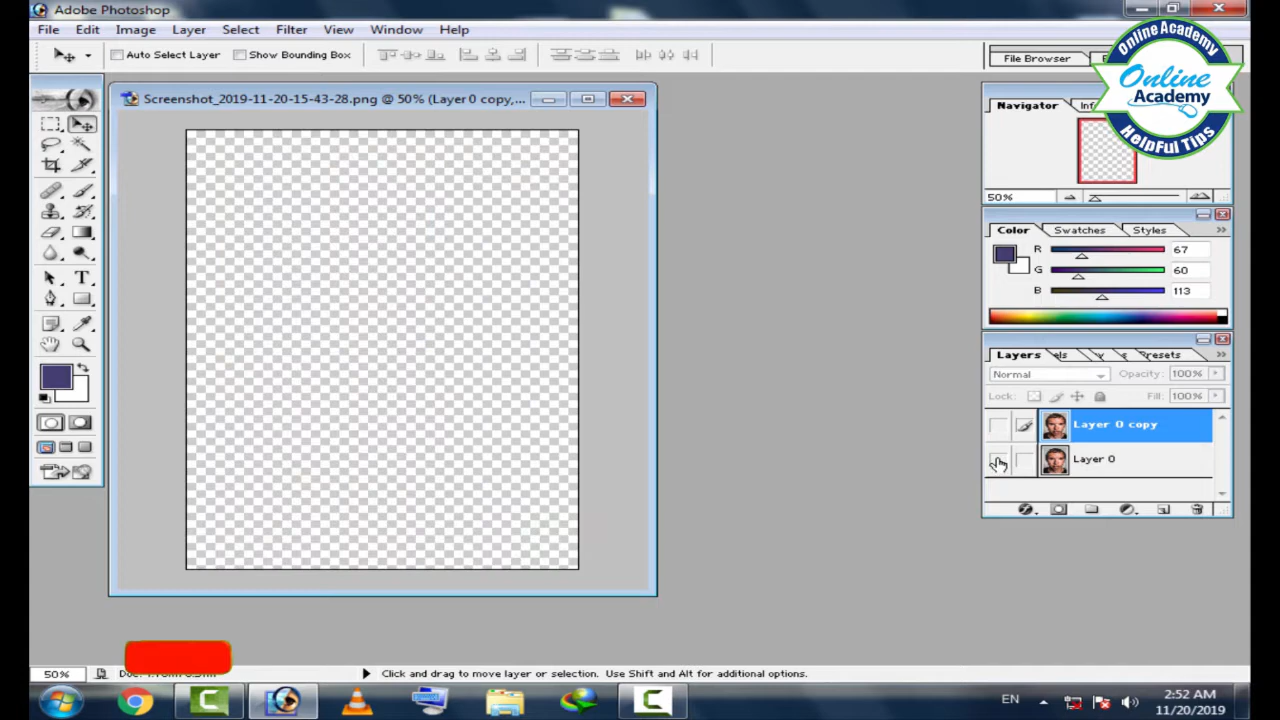 Adobe Photoshop
File Edit Image Layer Select Filter View Window Help
Auto Select Layer Show Bounding Box
File Browser
Online Academy
Online
Academy
HelpFul Tips
Screenshot_2019-11-20-15-43-28.png @ 50% (Layer 0 copy,...
Navigator
50%
Color Swatches Styles
R 67
G 60
B 113
Layers Presets
Normal Opacity: 100%
Lock: Fill: 100%
Layer 0 copy
Layer 0
T
50%
Click and drag to move layer or selection. Use Shift and Alt for additional options.
EN
2:52 AM
11/20/2019